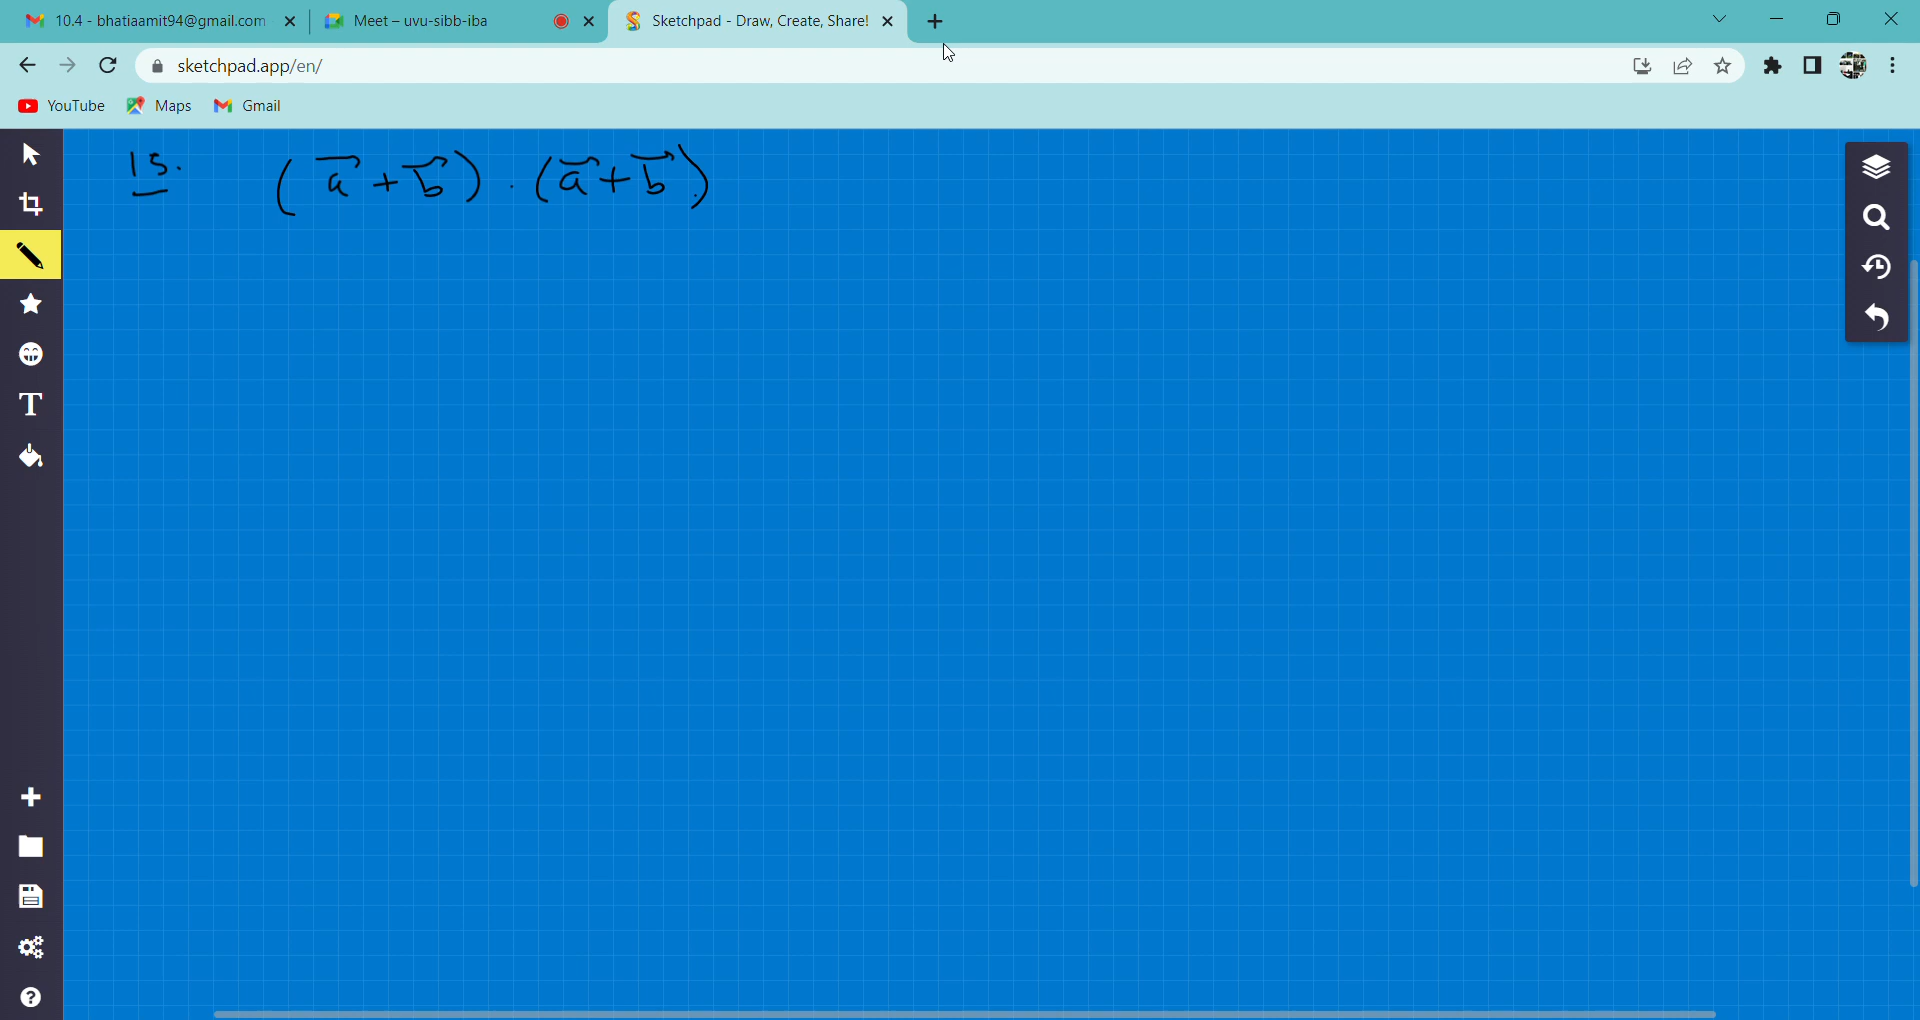 10.4 - bhatiaamit94@gmail.com
Meet – uvu-sibb-iba
Sketchpad - Draw, Create, Share!
sketchpad.app/en/
YouTube Maps Gmail
15. (a⃗ + b⃗) . (a⃗ + b⃗)
T